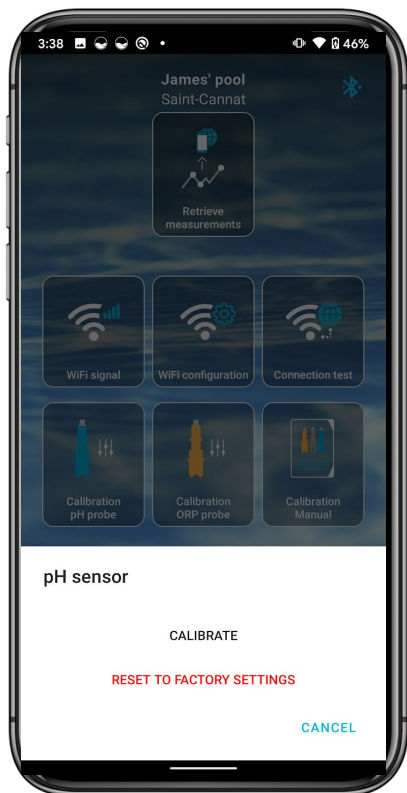 3:38
46%
James' pool
Saint-Cannat
Retrieve
measurements
WiFi signal
WiFi configuration
Connection test
Calibration
pH probe
Calibration
ORP probe
Calibration
Manual
pH sensor
CALIBRATE
RESET TO FACTORY SETTINGS
CANCEL